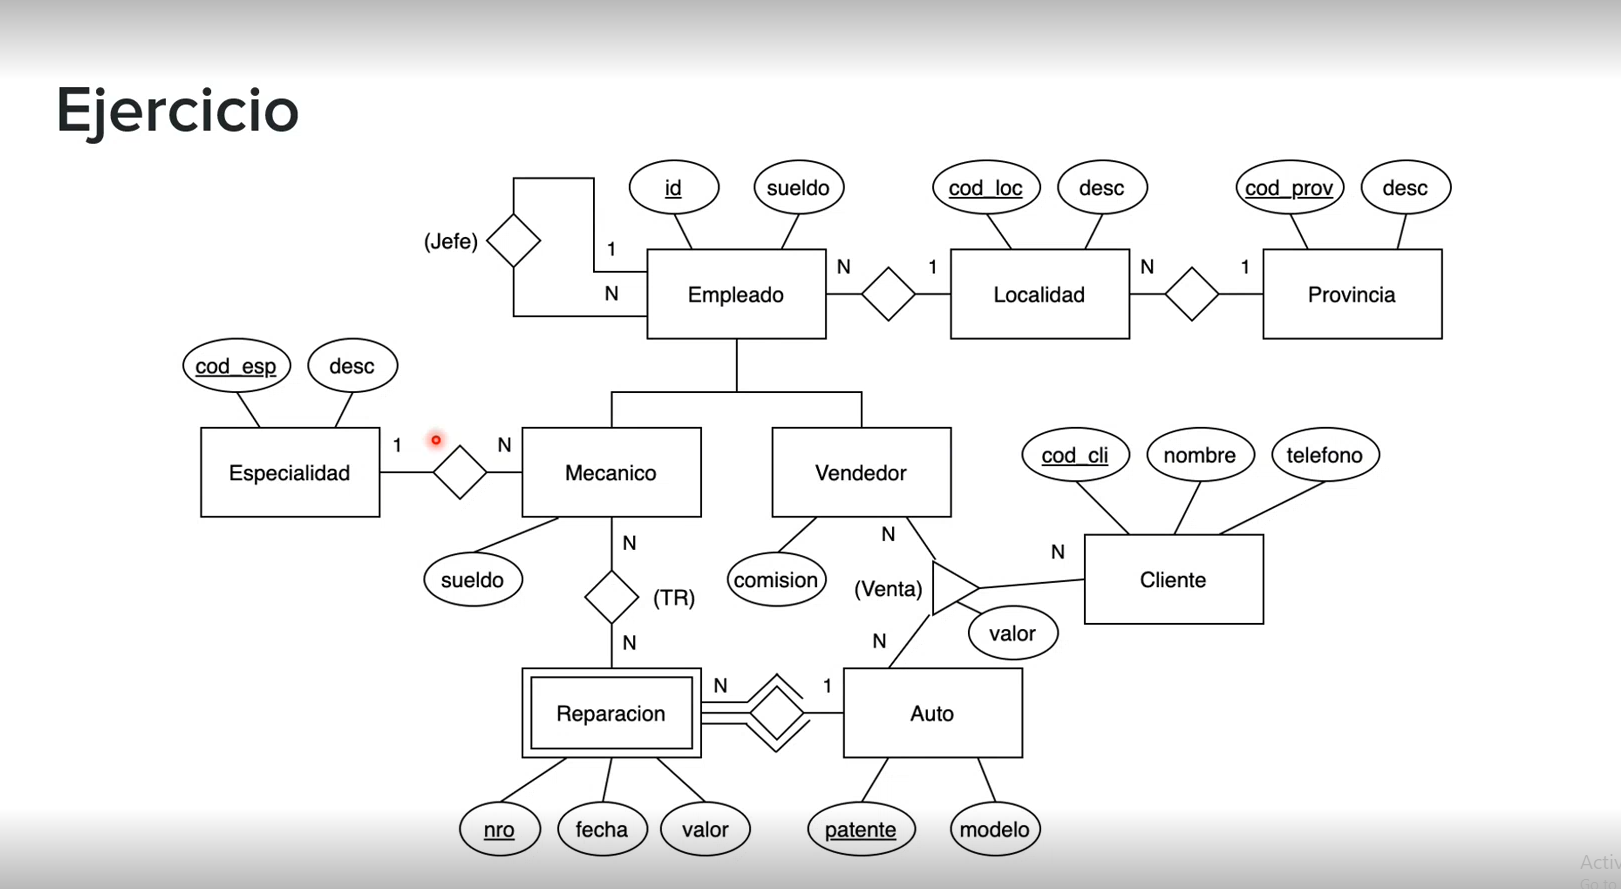 Ejercicio
id
sueldo
cod_loc
desc
cod_prov
desc
(Jefe)
1
N
Empleado
N
1
Localidad
N
1
Provincia
cod_esp
desc
Especialidad
1
N
Mecanico
Vendedor
cod_cli
nombre
telefono
sueldo
N
comision
N
(Venta)
N
Cliente
(TR)
valor
N
N
Reparacion
N
1
Auto
nro
fecha
valor
patente
modelo
Activ